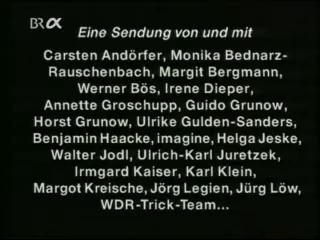 BRα
Eine Sendung von und mit
Carsten Andörfer, Monika Bednarz-
Rauschenbach, Margit Bergmann,
Werner Bös, Irene Dieper,
Annette Groschupp, Guido Grunow,
Horst Grunow, Ulrike Gulden-Sanders,
Benjamin Haacke, imagine, Helga Jeske,
Walter Jodl, Ulrich-Karl Juretzek,
Irmgard Kaiser, Karl Klein,
Margot Kreische, Jörg Legien, Jürg Löw,
WDR-Trick-Team...